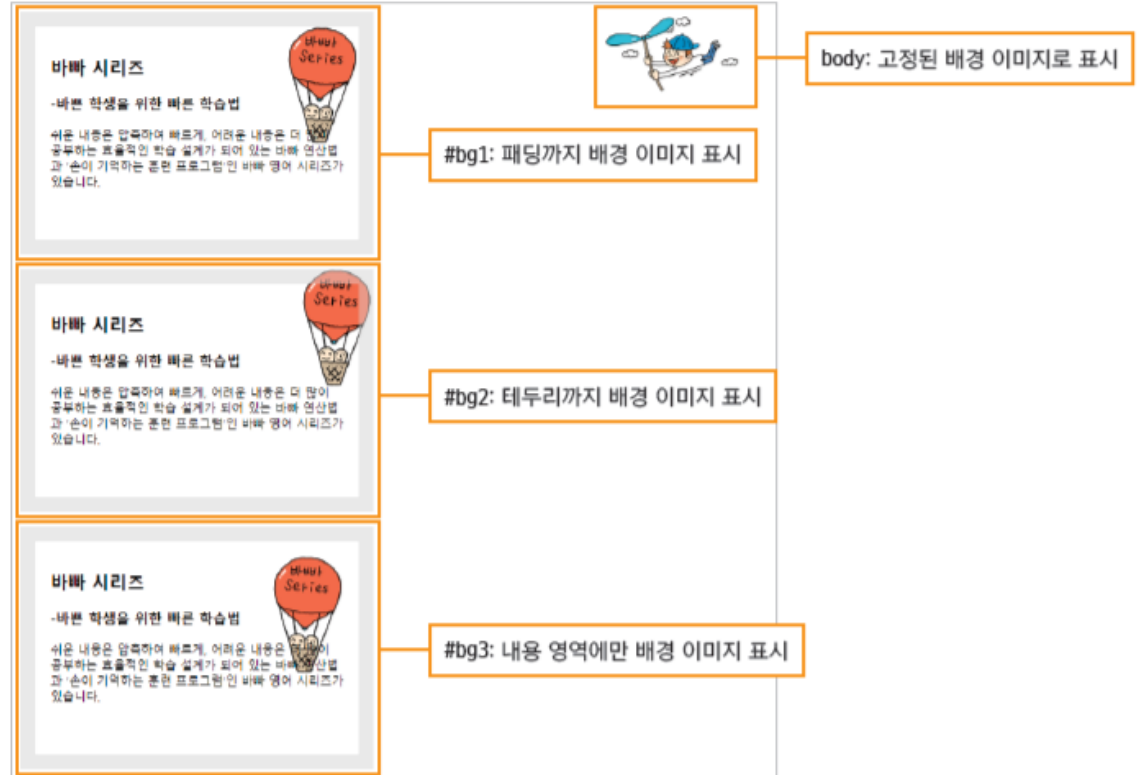 바빠
Series
바빠 시리즈
-바쁜 학생을 위한 빠른 학습법
쉬운 내용은 압축하여 빠르게, 어려운 내용은 더
공부하는 효율적인 학습 설계가 되어 있는 바빠 연산법
과 '손이 기억하는 훈련 프로그램'인 바빠 영어 시리즈가
있습니다.
body: 고정된 배경 이미지로 표시
#bg1: 패딩까지 배경 이미지 표시
바빠
Series
바빠 시리즈
-바쁜 학생을 위한 빠른 학습법
쉬운 내용은 압축하여 빠르게, 어려운 내용은 더 많이
공부하는 효율적인 학습 설계가 되어 있는 바빠 연산법
과 '손이 기억하는 훈련 프로그램'인 바빠 영어 시리즈가
있습니다.
#bg2: 테두리까지 배경 이미지 표시
바빠
Series
바빠 시리즈
-바쁜 학생을 위한 빠른 학습법
쉬운 내용은 압축하여 빠르게, 어려운 내용은
공부하는 효율적인 학습 설계가 되어 있는 바빠 연산법
과 '손이 기억하는 훈련 프로그램'인 바빠 영어 시리즈가
있습니다.
#bg3: 내용 영역에만 배경 이미지 표시